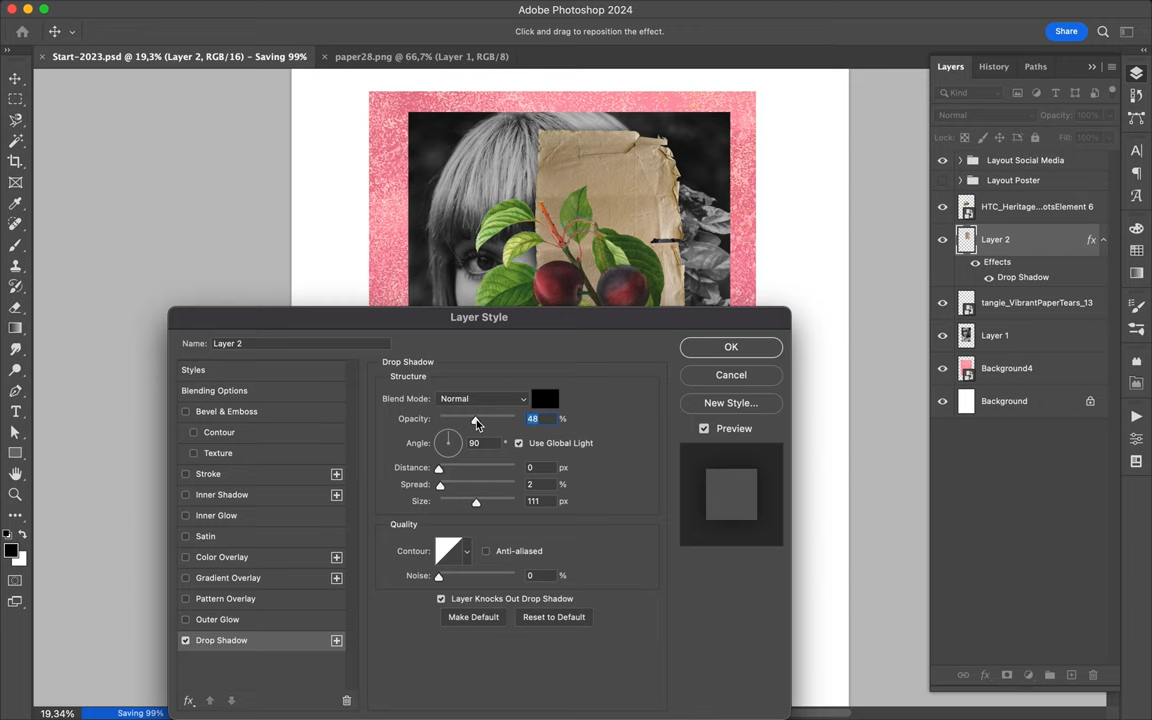 Adobe Photoshop 2024
Click and drag to reposition the effect.
Share
Start-2023.psd @ 19,3% (Layer 2, RGB/16) - Saving 99%
paper28.png @ 66,7% (Layer 1, RGB/8)
Layers
History
Paths
Kind
Normal
Opacity: 100%
Lock:
Fill: 100%
Layout Social Media
Layout Poster
HTC_Heritage...otsElement 6
Layer 2
fx
Effects
Drop Shadow
tangie_VibrantPaperTears_13
Layer 1
Background4
Background
Layer Style
Name: Layer 2
Styles
Blending Options
Bevel & Emboss
Contour
Texture
Stroke
Inner Shadow
Inner Glow
Satin
Color Overlay
Gradient Overlay
Pattern Overlay
Outer Glow
Drop Shadow
fx
Drop Shadow
Structure
Blend Mode: Normal
Opacity: 48 %
Angle: 90 ° Use Global Light
Distance: 0 px
Spread: 2 %
Size: 111 px
Quality
Contour: Anti-aliased
Noise: 0 %
Layer Knocks Out Drop Shadow
Make Default
Reset to Default
OK
Cancel
New Style...
Preview
19,34%
Saving 99%
fx